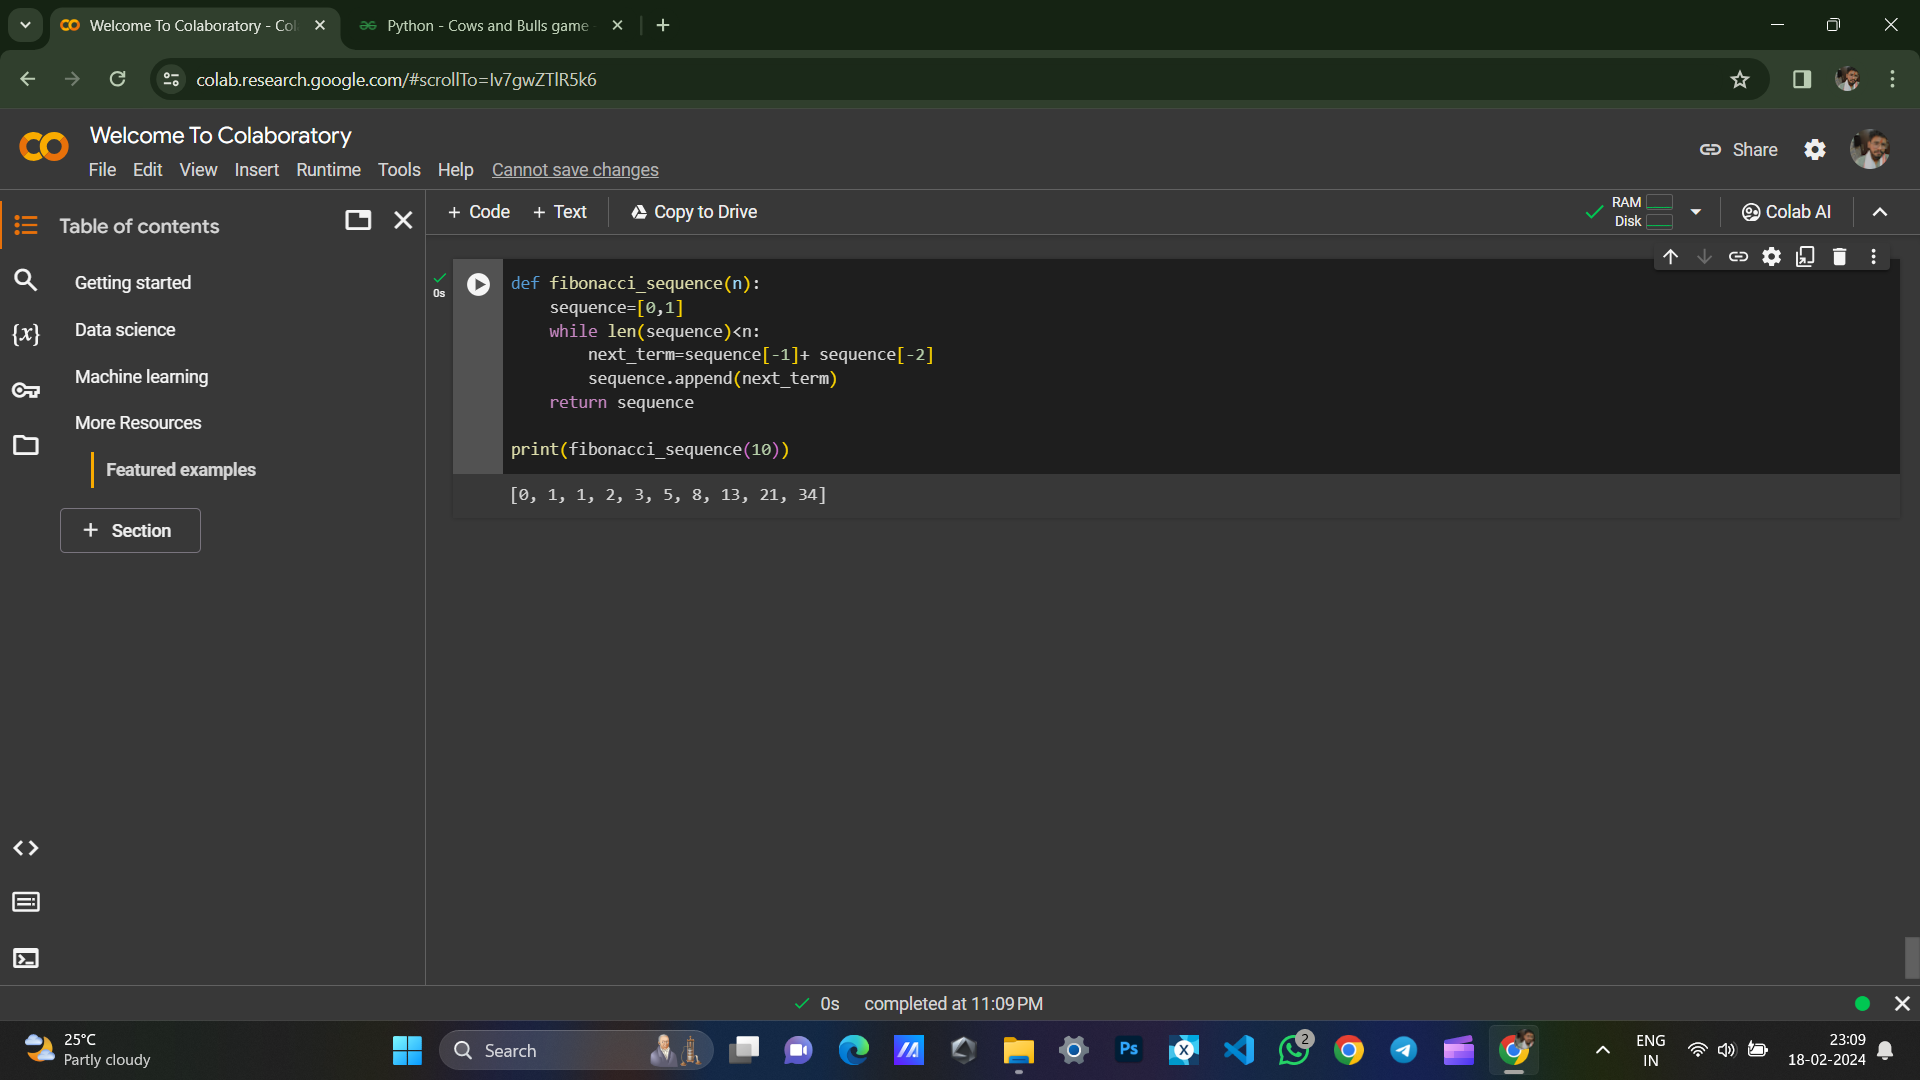 Welcome To Colaboratory - Col
Python - Cows and Bulls game -
colab.research.google.com/#scrollTo=Iv7gwZTlR5k6
Welcome To Colaboratory
File Edit View Insert Runtime Tools Help Cannot save changes
Share
Table of contents
+ Code + Text Copy to Drive
RAM
Disk
Colab AI
Getting started
Data science
Machine learning
More Resources
Featured examples
+ Section
{x}
0s
def fibonacci_sequence(n):
    sequence=[0,1]
    while len(sequence)<n:
        next_term=sequence[-1]+ sequence[-2]
        sequence.append(next_term)
    return sequence
print(fibonacci_sequence(10))
[0, 1, 1, 2, 3, 5, 8, 13, 21, 34]
0s completed at 11:09 PM
25°C
Partly cloudy
Search
Ps
X
2
ENG
IN
23:09
18-02-2024